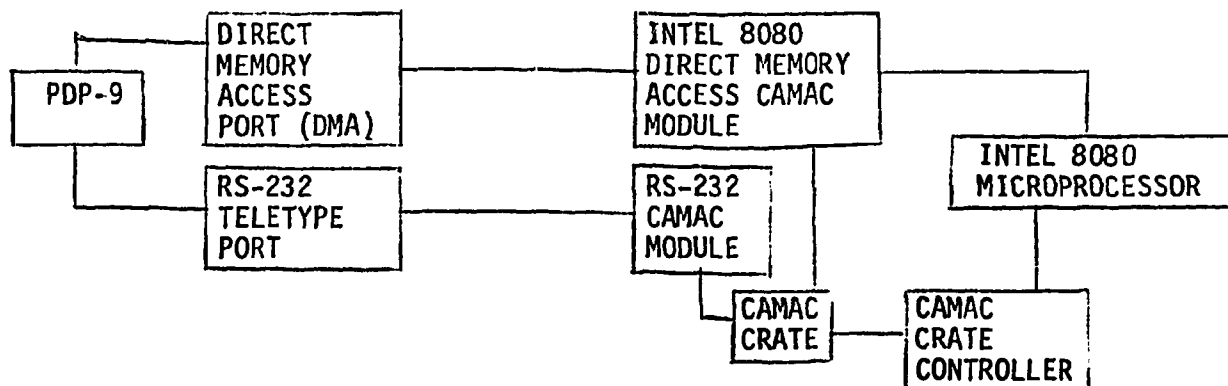 PDP-9
DIRECT
MEMORY
ACCESS
PORT (DMA)
INTEL 8080
DIRECT MEMORY
ACCESS CAMAC
MODULE
INTEL 8080
MICROPROCESSOR
RS-232
TELETYPE
PORT
RS-232
CAMAC
MODULE
CAMAC
CRATE
CAMAC
CRATE
CONTROLLER